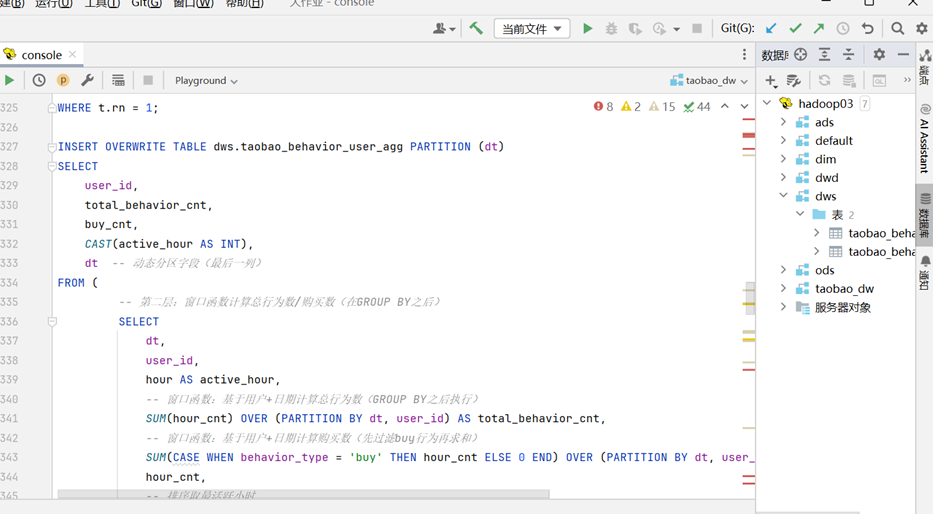 运行(U) 工具(T) Git(G) 窗口(W) 帮助(H) 大作业 - console
当前文件 Git(G):
console
数据库
Playground
taobao_dw
8 2 15 44
325 WHERE t.rn = 1;
326
327 INSERT OVERWRITE TABLE dws.taobao_behavior_user_agg PARTITION (dt)
328 SELECT
329 user_id,
330 total_behavior_cnt,
331 buy_cnt,
332 CAST(active_hour AS INT),
333 dt -- 动态分区字段（最后一列）
334 FROM (
335 -- 第二层：窗口函数计算总行为数/购买数（在GROUP BY之后）
336 SELECT
337 dt,
338 user_id,
339 hour AS active_hour,
340 -- 窗口函数：基于用户+日期计算总行为数（GROUP BY之后执行）
341 SUM(hour_cnt) OVER (PARTITION BY dt, user_id) AS total_behavior_cnt,
342 -- 窗口函数：基于用户+日期计算购买数（先过滤buy行为再求和）
343 SUM(CASE WHEN behavior_type = 'buy' THEN hour_cnt ELSE 0 END) OVER (PARTITION BY dt, user_
344 hour_cnt,
345 -- 排序取最活跃小时
hadoop03 7
ads
default
dim
dwd
dws
表 2
taobao_beha
taobao_beha
ods
taobao_dw
服务器对象
AI Assistant
数据库
通知